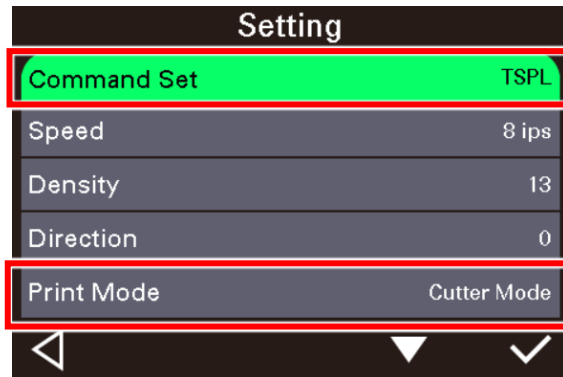 Setting
Command Set TSPL
Speed 8 ips
Density 13
Direction 0
Print Mode Cutter Mode